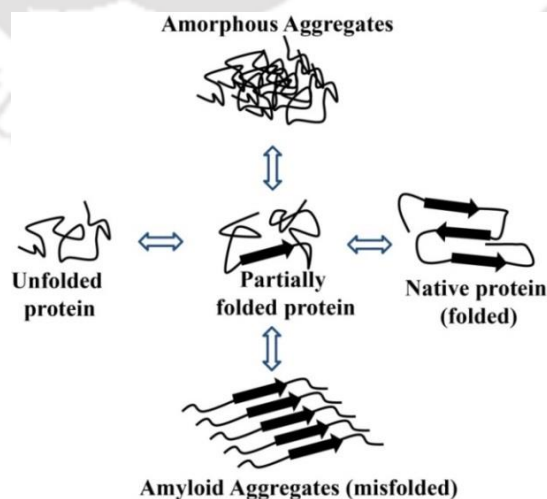 Amorphous Aggregates
Unfolded
protein
Partially
folded protein
Native protein
(folded)
Amyloid Aggregates (misfolded)